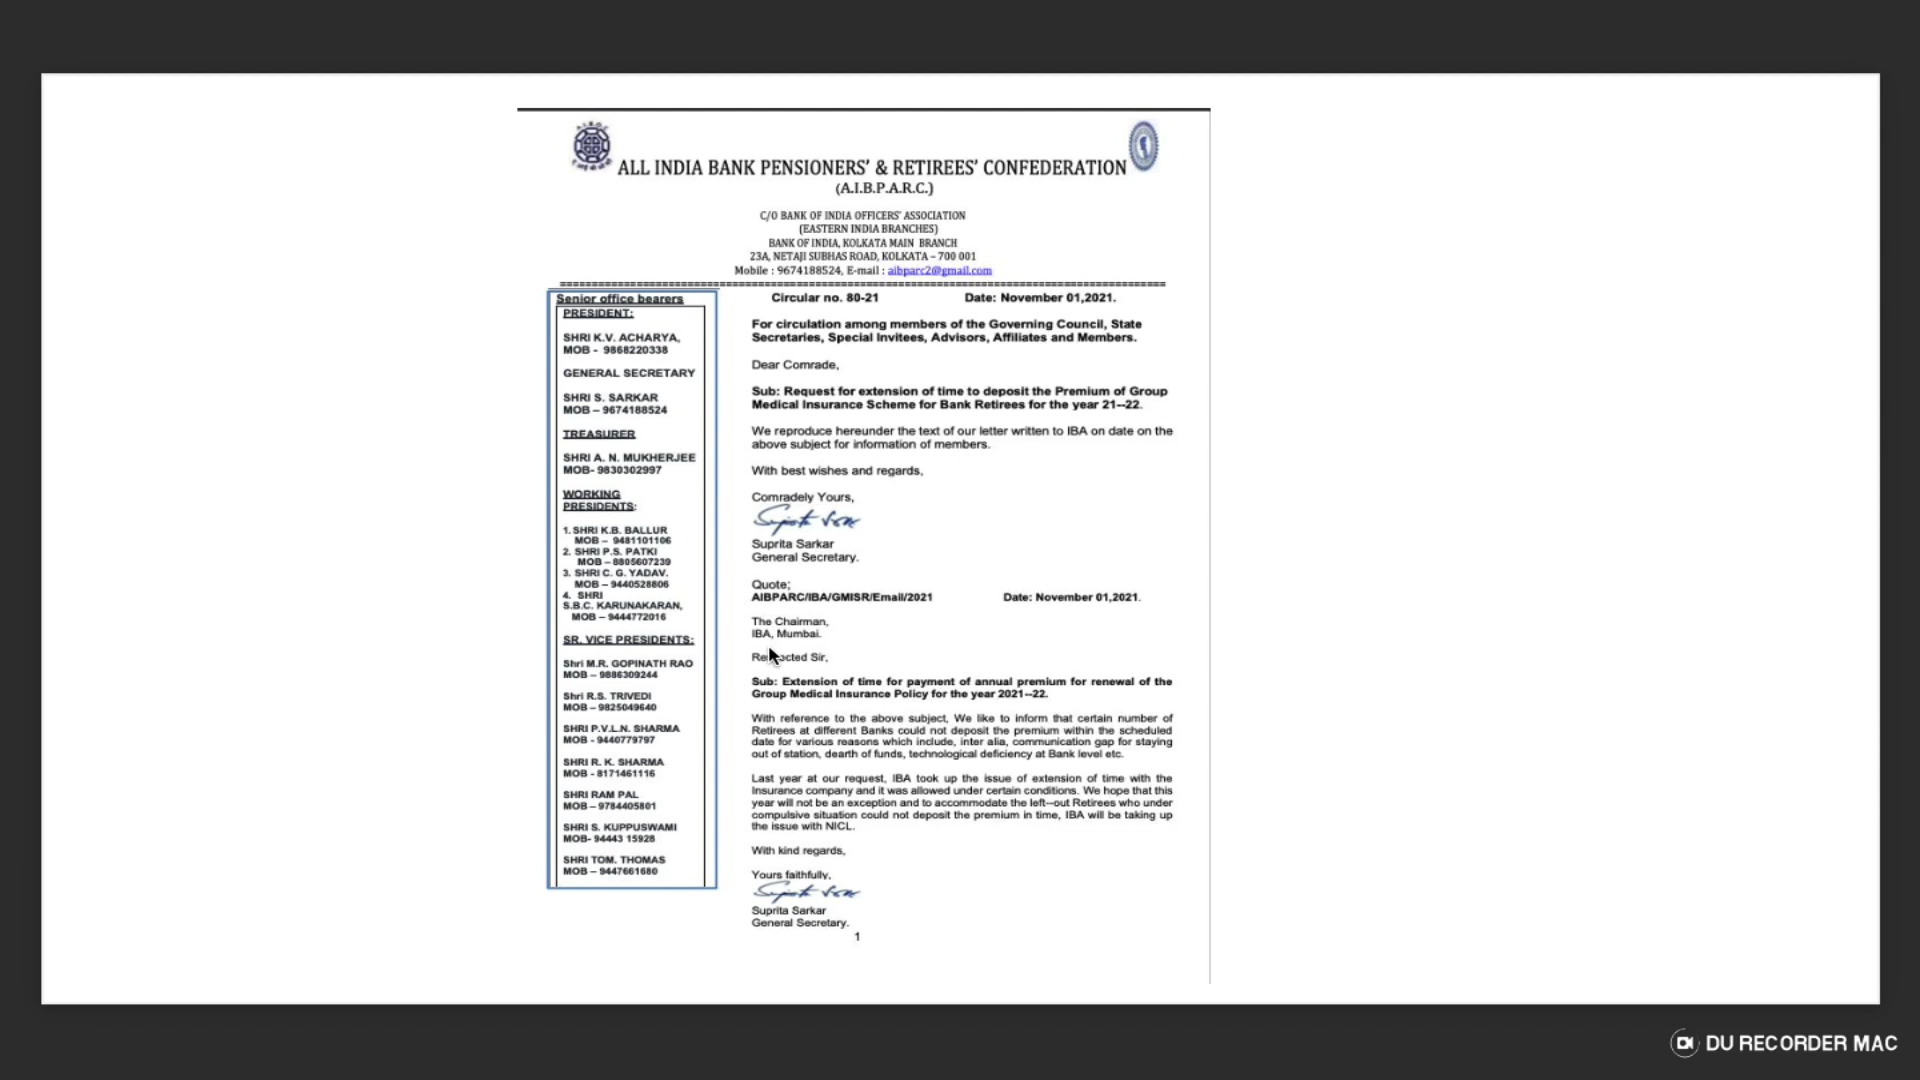 ALL INDIA BANK PENSIONERS' & RETIREES' CONFEDERATION
(A.I.B.P.A.R.C.)
C/O BANK OF INDIA OFFICERS' ASSOCIATION
(EASTERN INDIA BRANCHES)
BANK OF INDIA, KOLKATA MAIN BRANCH
23A, NETAJI SUBHAS ROAD, KOLKATA – 700 001
Mobile : 9674188524, E-mail : aibparc2@gmail.com
Senior office bearers
PRESIDENT:
SHRI K.V. ACHARYA,
MOB - 9868220338
GENERAL SECRETARY
SHRI S. SARKAR
MOB – 9674188524
TREASURER
SHRI A. N. MUKHERJEE
MOB- 9830302997
WORKING
PRESIDENTS:
1. SHRI K.B. BALLUR
MOB – 9481101106
2. SHRI P.S. PATKI
MOB – 8805607239
3. SHRI C. G. YADAV.
MOB – 9440528806
4. SHRI
S.B.C. KARUNAKARAN,
MOB – 9444772016
SR. VICE PRESIDENTS:
Shri M.R. GOPINATH RAO
MOB – 9886309244
Shri R.S. TRIVEDI
MOB – 9825049640
SHRI P.V.L.N. SHARMA
MOB - 9440779797
SHRI R. K. SHARMA
MOB - 8171461116
SHRI RAM PAL
MOB – 9784405801
SHRI S. KUPPUSWAMI
MOB- 94443 15928
SHRI TOM. THOMAS
MOB – 9447661680
Circular no. 80-21 Date: November 01,2021.
For circulation among members of the Governing Council, State
Secretaries, Special Invitees, Advisors, Affiliates and Members.
Dear Comrade,
Sub: Request for extension of time to deposit the Premium of Group
Medical Insurance Scheme for Bank Retirees for the year 21--22.
We reproduce hereunder the text of our letter written to IBA on date on the
above subject for information of members.
With best wishes and regards,
Comradely Yours,
Suprita Sarkar
General Secretary.
Quote;
AIBPARC/IBA/GMISR/Email/2021 Date: November 01,2021.
The Chairman,
IBA, Mumbai.
Sir,
Sub: Extension of time for payment of annual premium for renewal of the
Group Medical Insurance Policy for the year 2021--22.
With reference to the above subject, We like to inform that certain number of
Retirees at different Banks could not deposit the premium within the scheduled
date for various reasons which include, inter alia, communication gap for staying
out of station, dearth of funds, technological deficiency at Bank level etc.
Last year at our request, IBA took up the issue of extension of time with the
Insurance company and it was allowed under certain conditions. We hope that this
year will not be an exception and to accommodate the left--out Retirees who under
compulsive situation could not deposit the premium in time, IBA will be taking up
the issue with NICL.
With kind regards,
Yours faithfully,
Suprita Sarkar
General Secretary.
1
DU RECORDER MAC